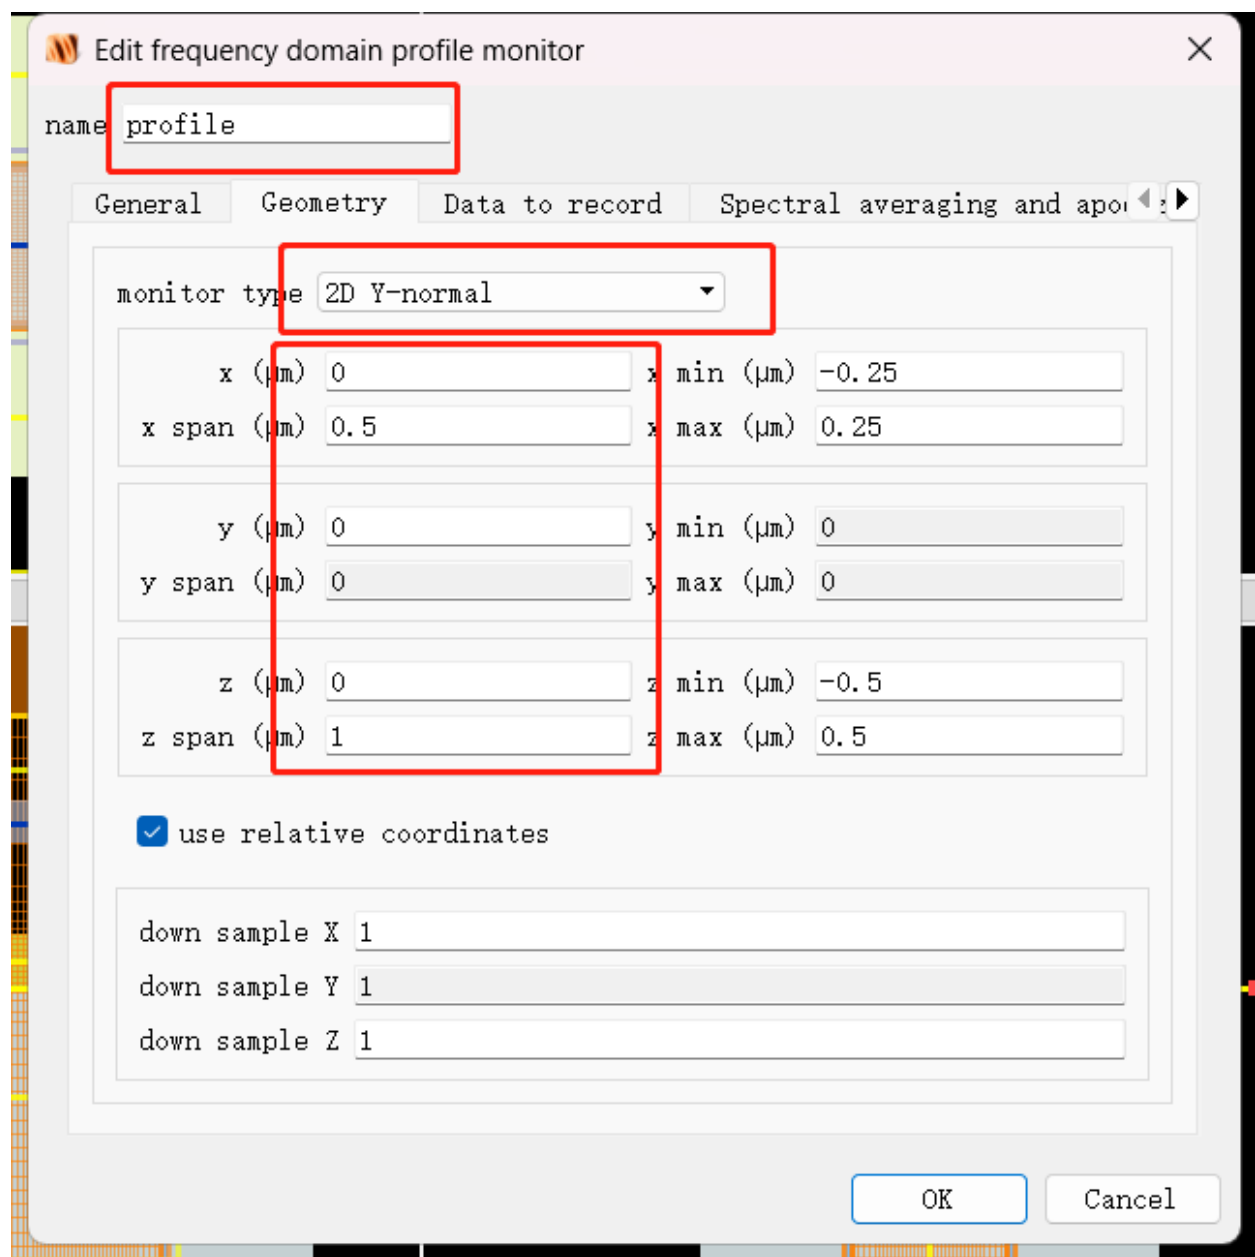 Edit frequency domain profile monitor
name profile
General Geometry Data to record Spectral averaging and apo
monitor type 2D Y-normal
x (μm) 0 x min (μm) -0.25
x span (μm) 0.5 x max (μm) 0.25
y (μm) 0 y min (μm) 0
y span (μm) 0 y max (μm) 0
z (μm) 0 z min (μm) -0.5
z span (μm) 1 z max (μm) 0.5
use relative coordinates
down sample X 1
down sample Y 1
down sample Z 1
OK Cancel